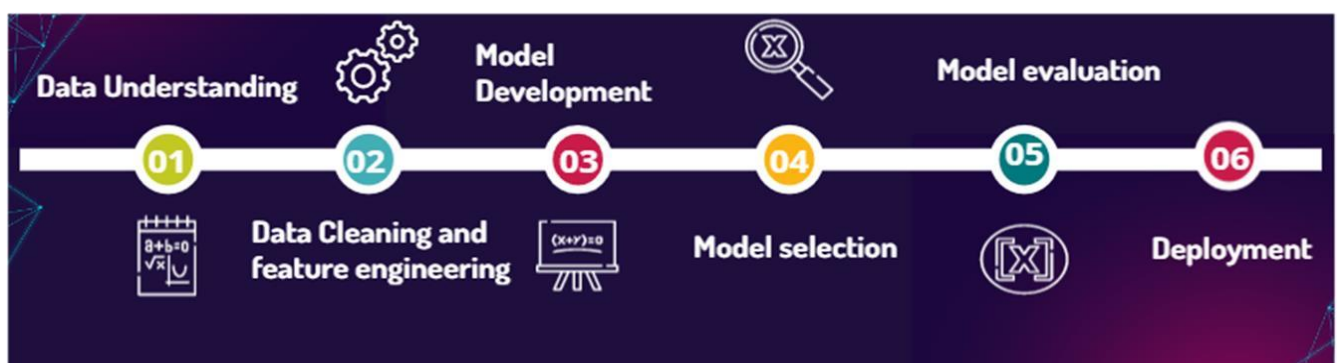 Data Understanding
01
02
Data Cleaning and
feature engineering
Model
Development
03
04
Model selection
Model evaluation
05
06
Deployment
a+b=0
√x
(x+y)=0
X
[X]